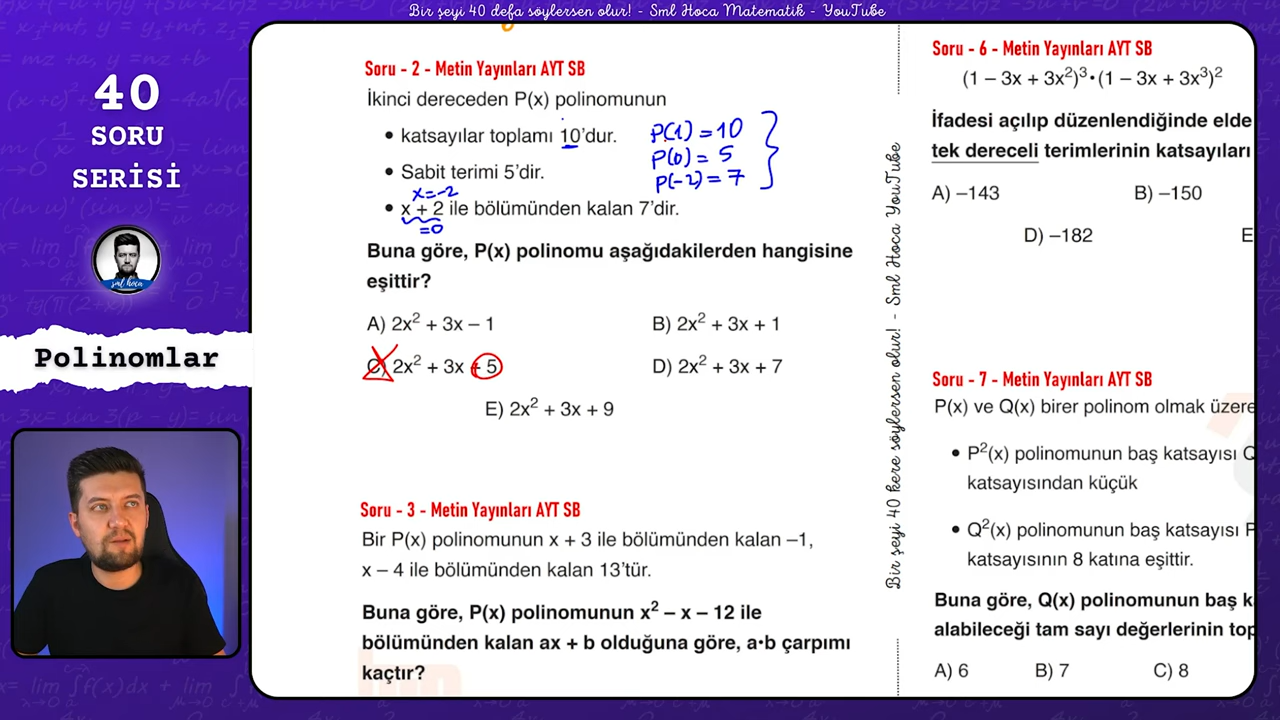 Bir şeyi 40 defa söylersen olur! - Sml Hoca Matematik - YouTube
40
SORU
SERİSİ
sml hoca
Polinomlar
Soru - 2 - Metin Yayınları AYT SB
İkinci dereceden P(x) polinomunun
• katsayılar toplamı 10'dur.
P(1) = 10
• Sabit terimi 5'dir.
P(0) = 5
P(-2) = 7
x = -2
• x + 2 ile bölümünden kalan 7'dir.
= 0
Buna göre, P(x) polinomu aşağıdakilerden hangisine
eşittir?
A) 2x² + 3x – 1
B) 2x² + 3x + 1
C) 2x² + 3x + 5
D) 2x² + 3x + 7
E) 2x² + 3x + 9
Soru - 3 - Metin Yayınları AYT SB
Bir P(x) polinomunun x + 3 ile bölümünden kalan –1,
x – 4 ile bölümünden kalan 13'tür.
Buna göre, P(x) polinomunun x² – x – 12 ile
bölümünden kalan ax + b olduğuna göre, a•b çarpımı
kaçtır?
Bir şeyi 40 kere söylersen olur! - Sml Hoca YouTube
Soru - 6 - Metin Yayınları AYT SB
(1 – 3x + 3x²)³•(1 – 3x + 3x³)²
İfadesi açılıp düzenlendiğinde elde
tek dereceli terimlerinin katsayıları
A) –143
B) –150
D) –182
E
Soru - 7 - Metin Yayınları AYT SB
P(x) ve Q(x) birer polinom olmak üzere
• P²(x) polinomunun baş katsayısı Q
katsayısından küçük
• Q²(x) polinomunun baş katsayısı P
katsayısının 8 katına eşittir.
Buna göre, Q(x) polinomunun baş k
alabileceği tam sayı değerlerinin top
A) 6
B) 7
C) 8